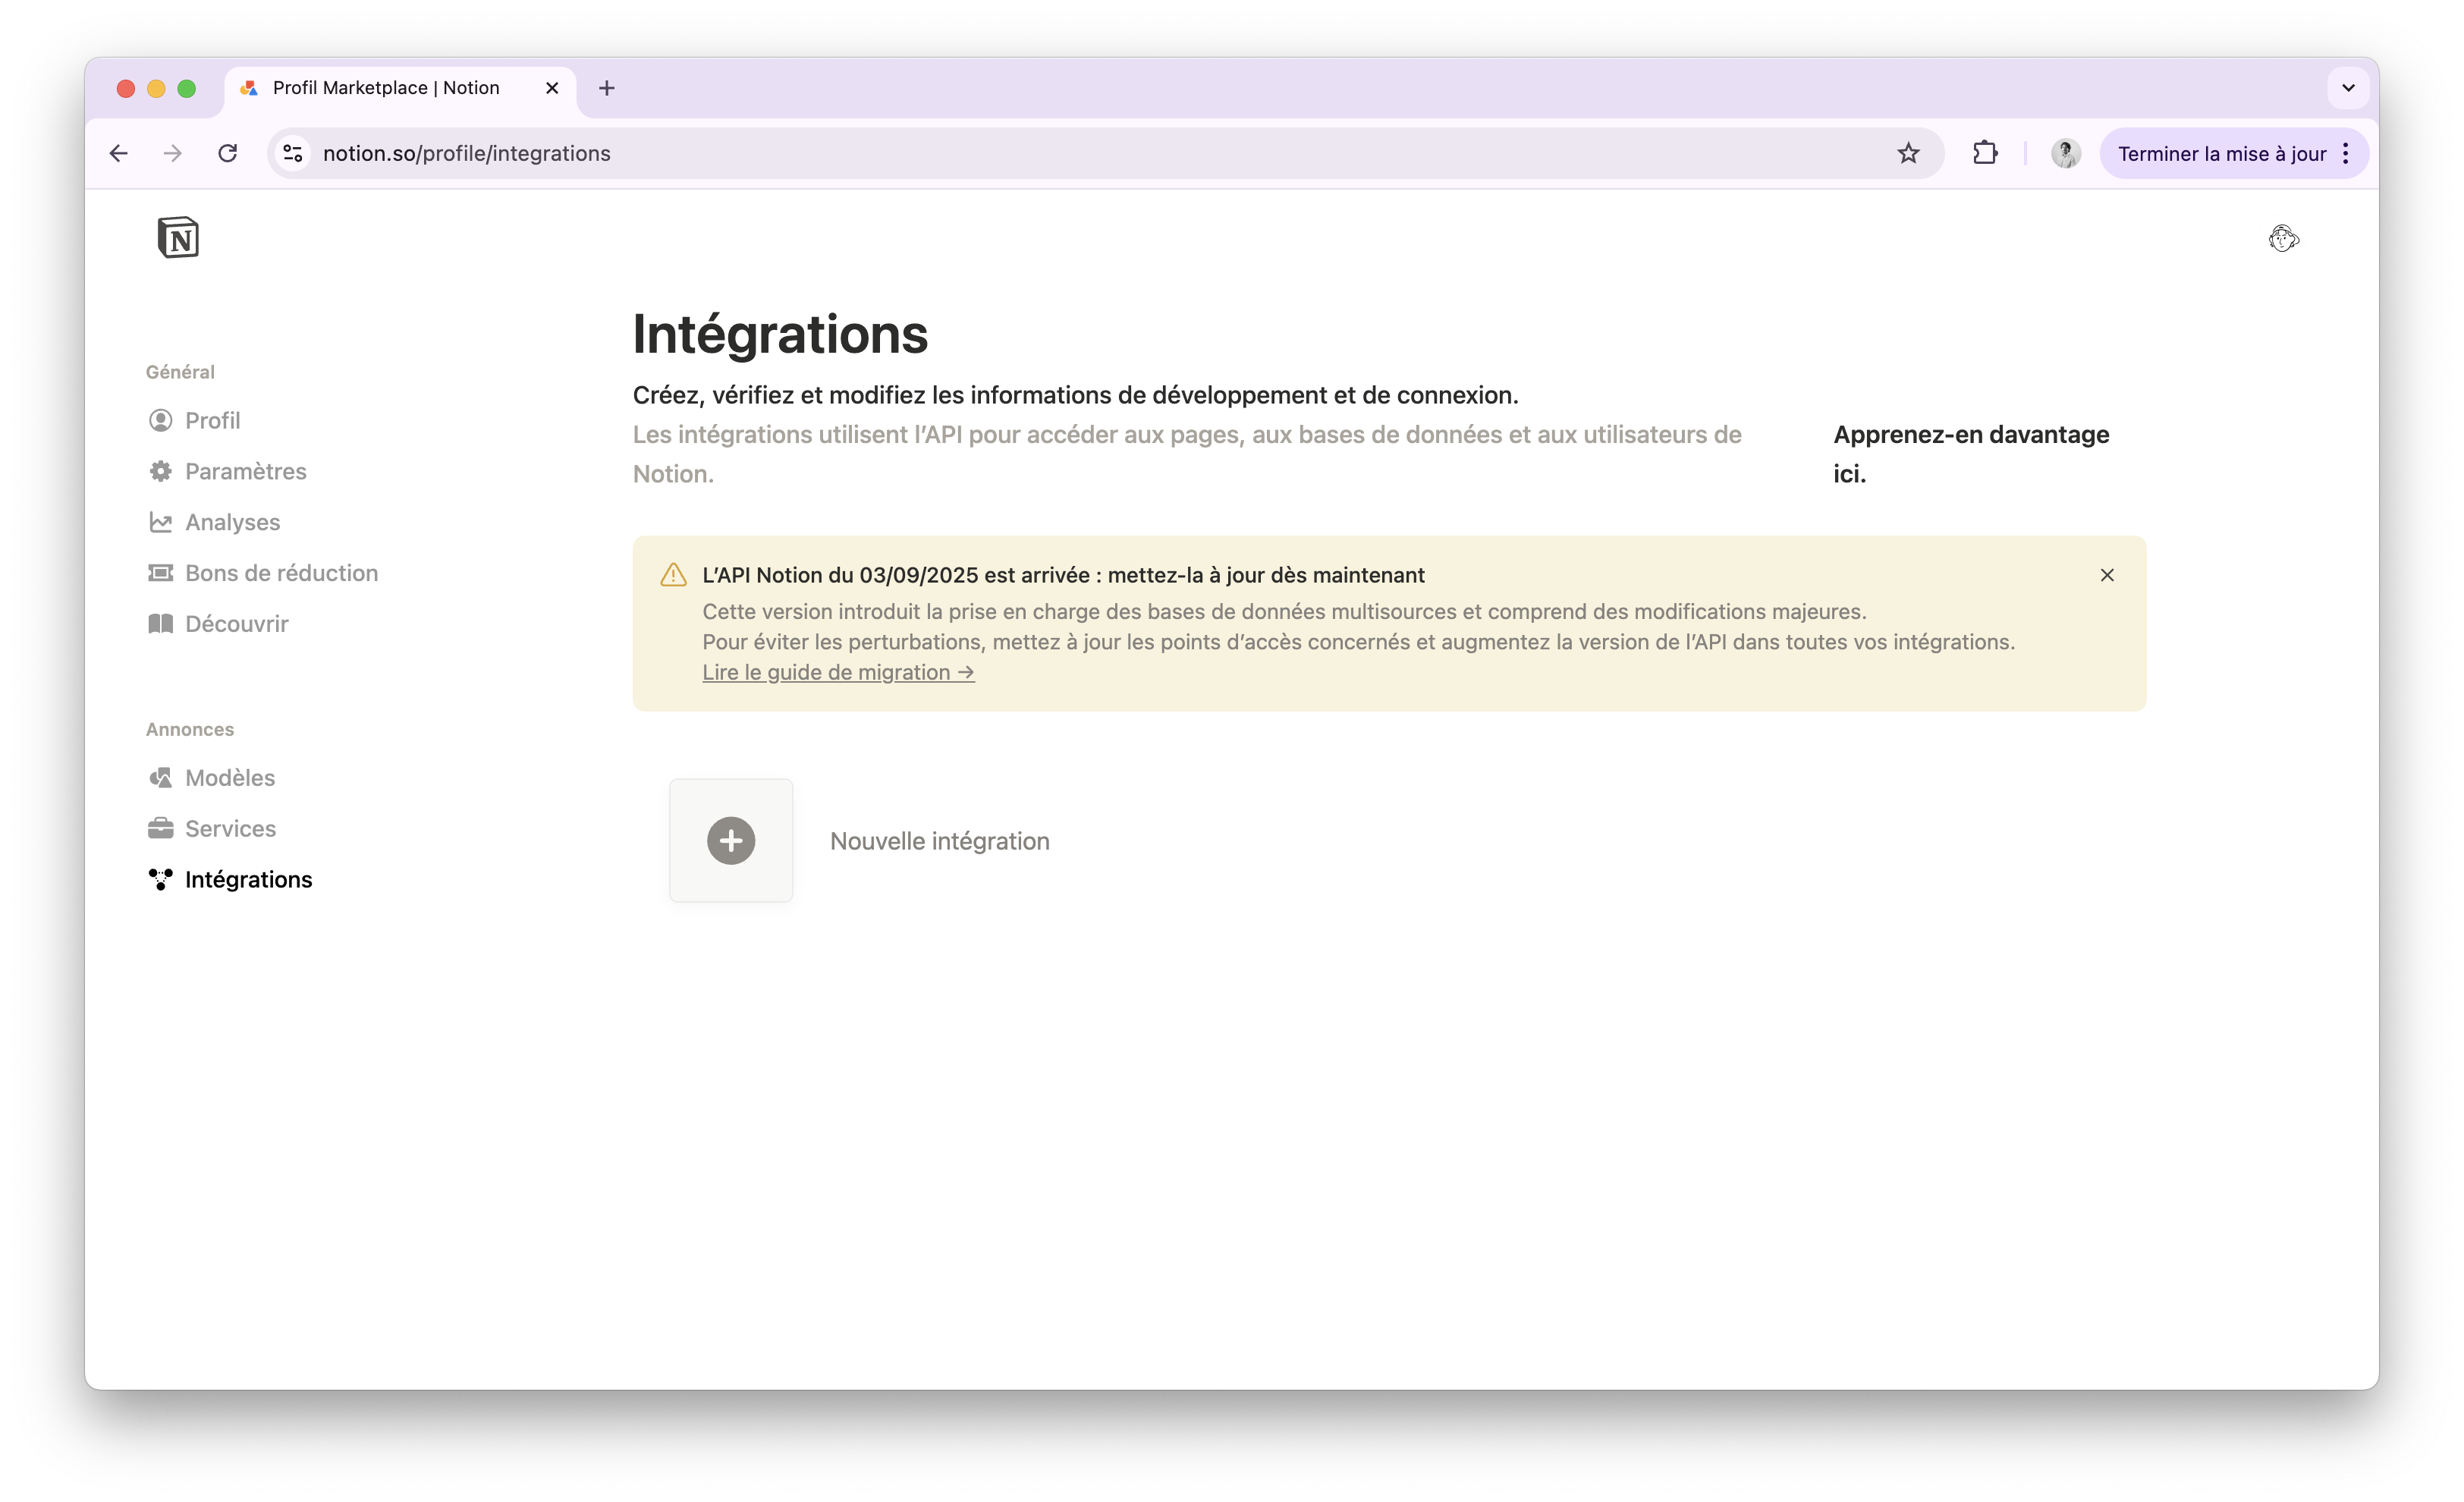 Profil Marketplace | Notion
notion.so/profile/integrations
Terminer la mise à jour
N
Général
Profil
Paramètres
Analyses
Bons de réduction
Découvrir
Annonces
Modèles
Services
Intégrations
Intégrations
Créez, vérifiez et modifiez les informations de développement et de connexion.
Les intégrations utilisent l’API pour accéder aux pages, aux bases de données et aux utilisateurs de
Notion.
Apprenez-en davantage
ici.
L’API Notion du 03/09/2025 est arrivée : mettez-la à jour dès maintenant
Cette version introduit la prise en charge des bases de données multisources et comprend des modifications majeures.
Pour éviter les perturbations, mettez à jour les points d’accès concernés et augmentez la version de l’API dans toutes vos intégrations.
Lire le guide de migration →
Nouvelle intégration